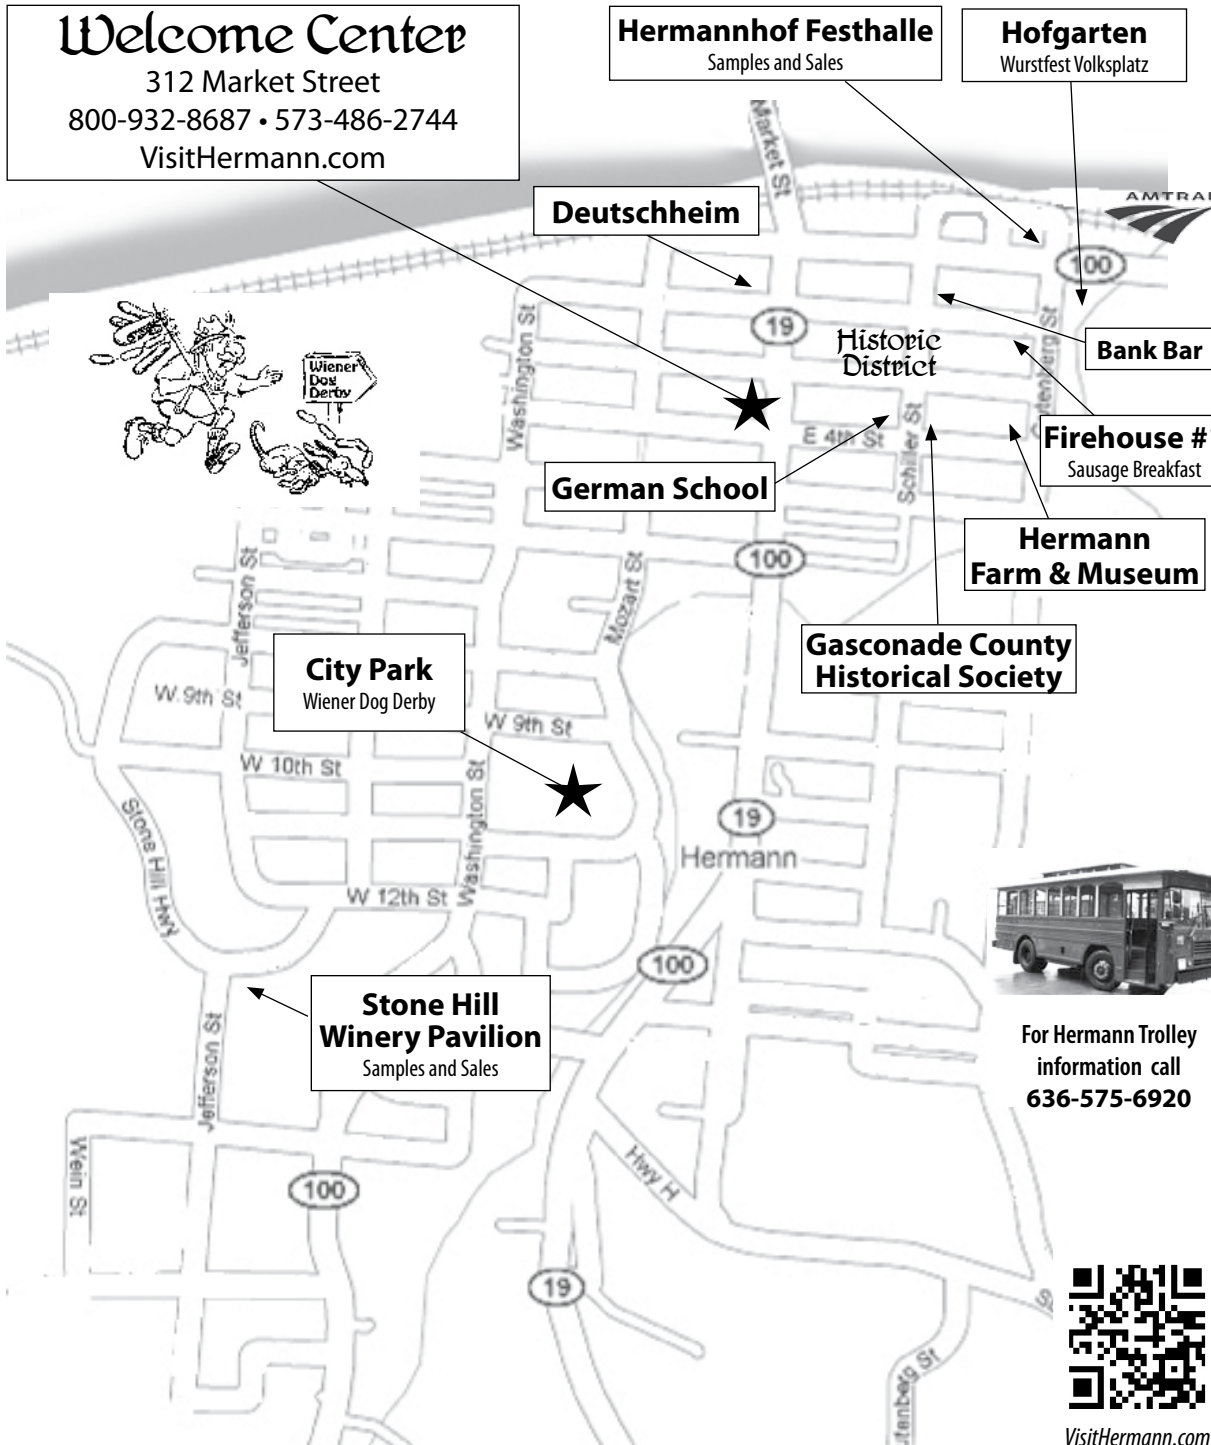 Welcome Center
312 Market Street
800-932-8687 • 573-486-2744
VisitHermann.com
Hermannhof Festhalle
Samples and Sales
Hofgarten
Wurstfest Volksplatz
Market St
AMTRA
Deutschheim
100
19
Historic
District
Bank Bar
Wiener
Dog
Derby
Washington St
Schiller St
E 4th St
Firehouse #
Sausage Breakfast
German School
100
Hermann
Farm & Museum
Jefferson St
Mozart St
Gasconade County
Historical Society
City Park
Wiener Dog Derby
W 9th St
W 9th St
W 10th St
Washington St
Stone Hill Hwy
19
Hermann
W 12th St
100
Stone Hill
Winery Pavilion
Samples and Sales
Jefferson St
For Hermann Trolley
information call
636-575-6920
Wein St
100
Hwy H
19
VisitHermann.com